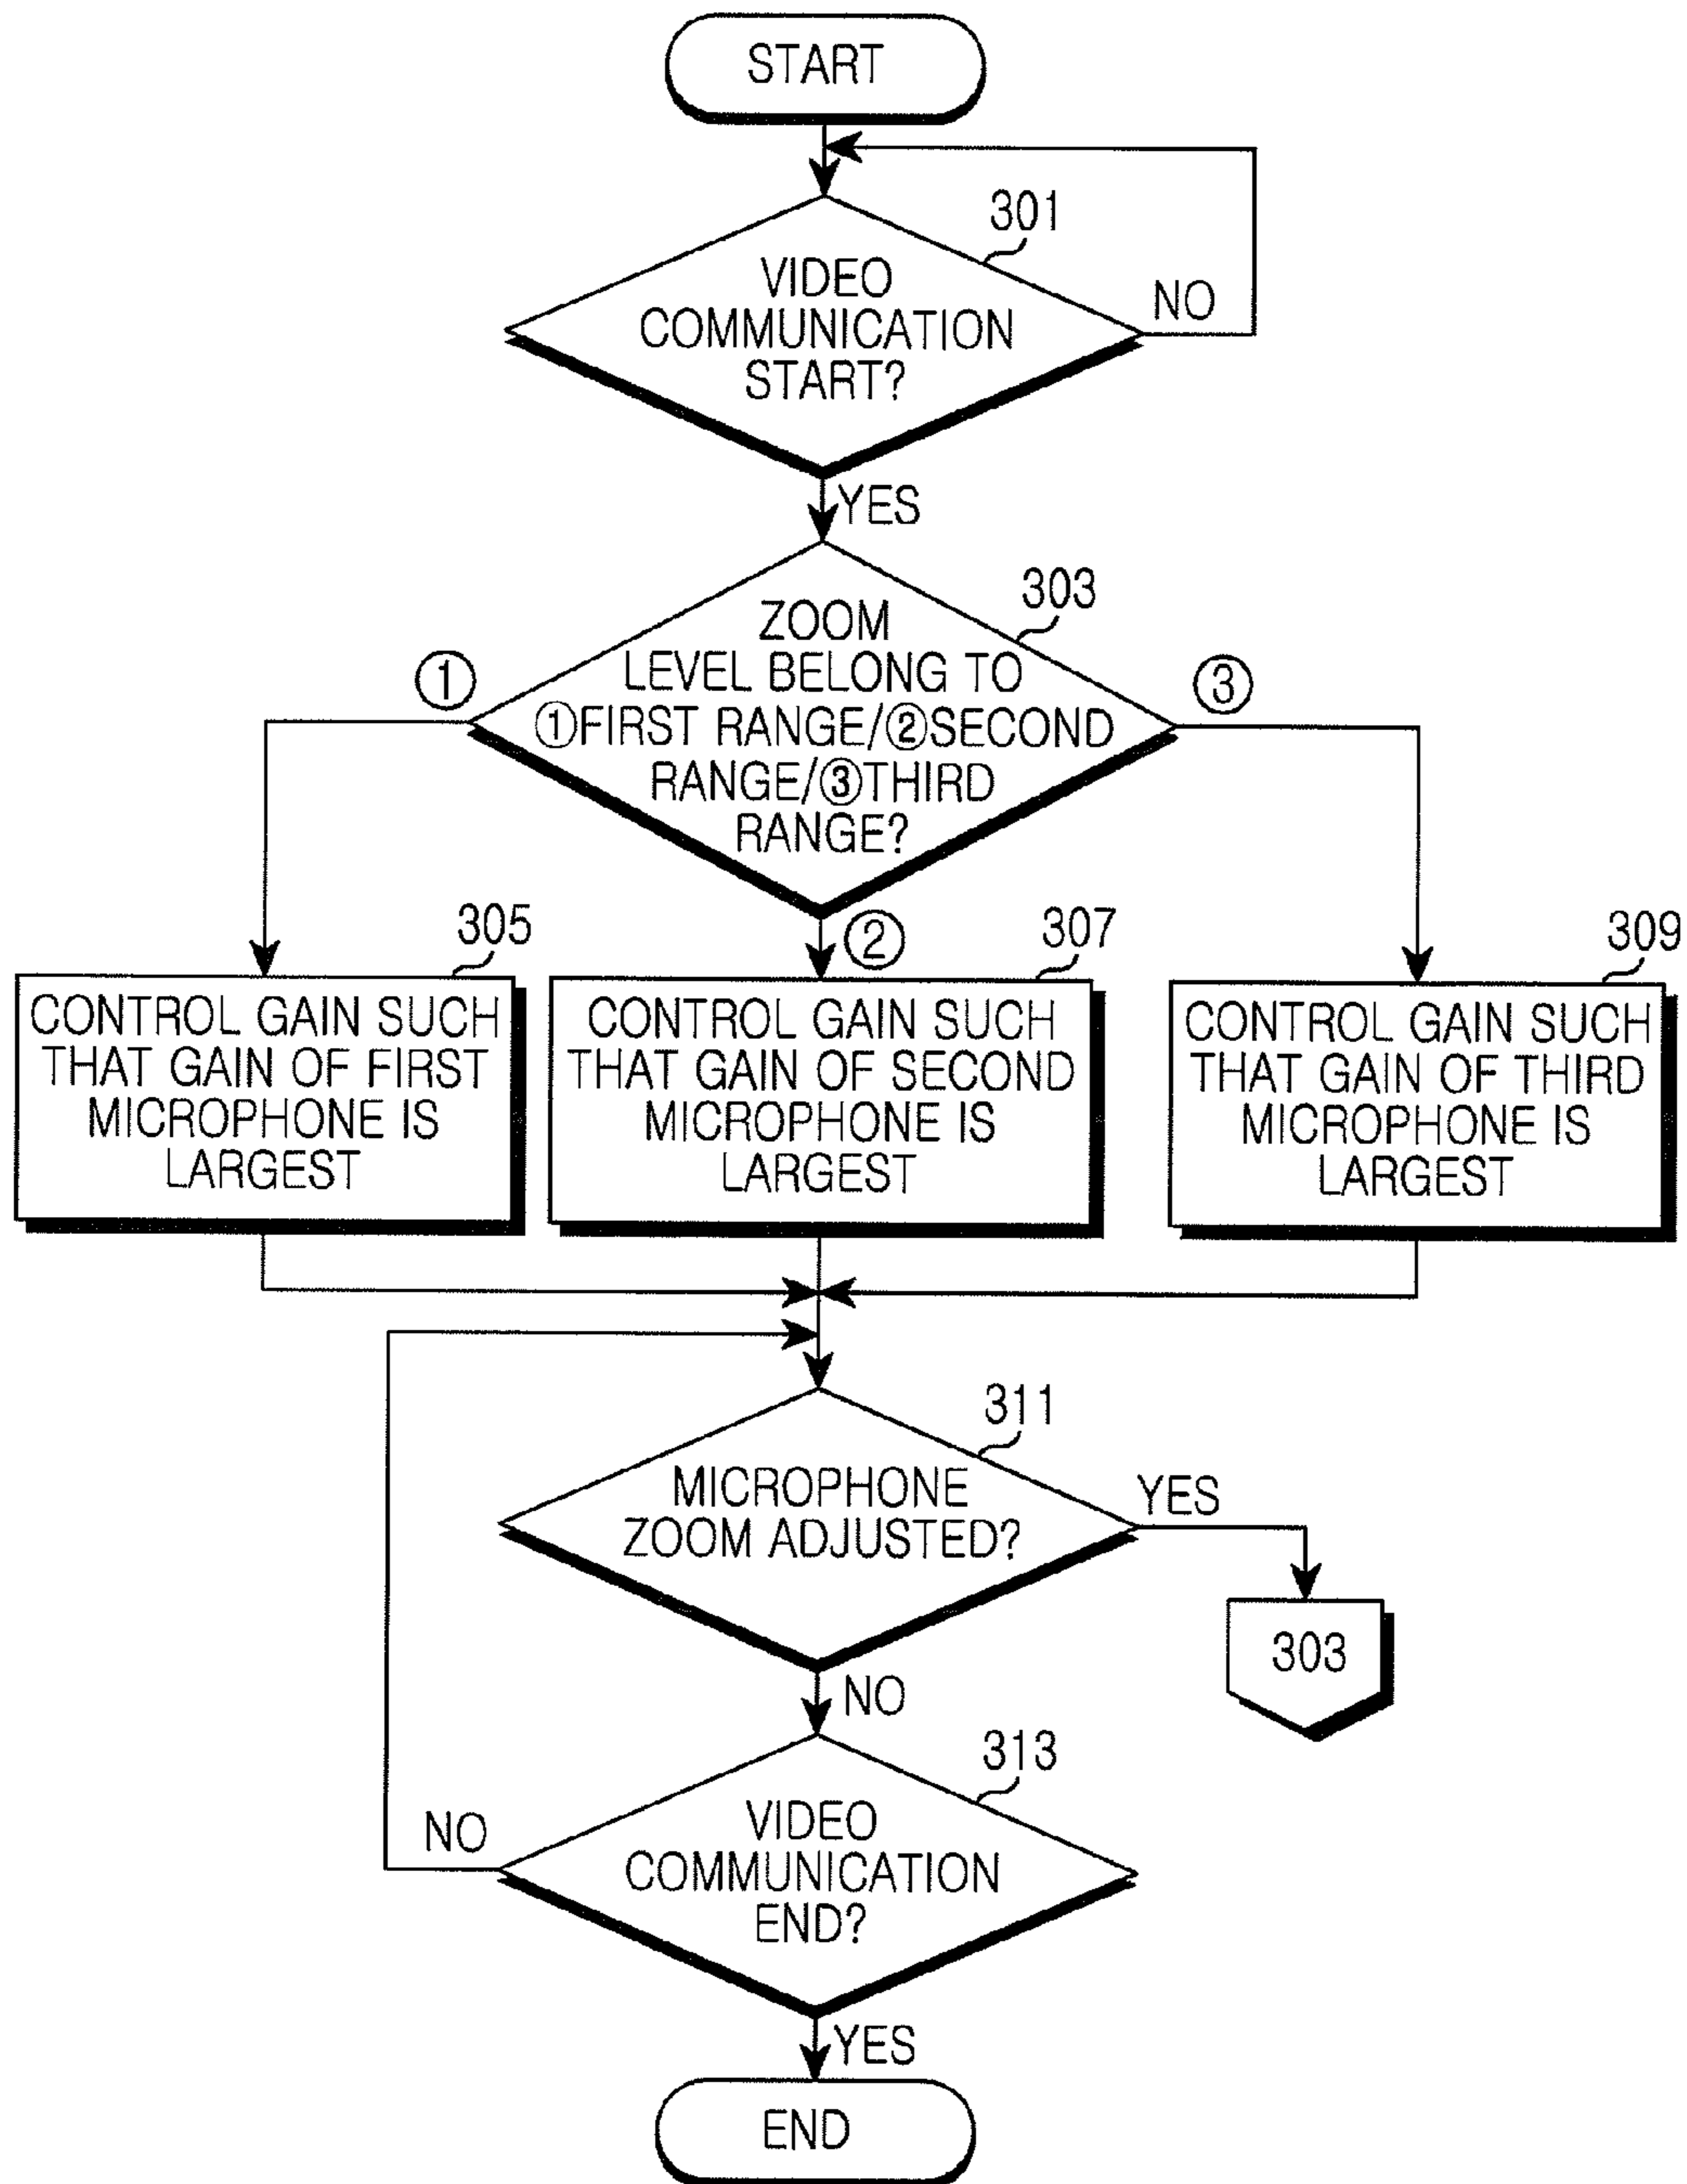 START
301
VIDEO
COMMUNICATION
START?
NO
YES
303
ZOOM
LEVEL BELONG TO
①FIRST RANGE/②SECOND
RANGE/③THIRD
RANGE?
①
③
②
305
CONTROL GAIN SUCH
THAT GAIN OF FIRST
MICROPHONE IS
LARGEST
307
CONTROL GAIN SUCH
THAT GAIN OF SECOND
MICROPHONE IS
LARGEST
309
CONTROL GAIN SUCH
THAT GAIN OF THIRD
MICROPHONE IS
LARGEST
311
MICROPHONE
ZOOM ADJUSTED?
YES
303
NO
313
VIDEO
COMMUNICATION
END?
NO
YES
END